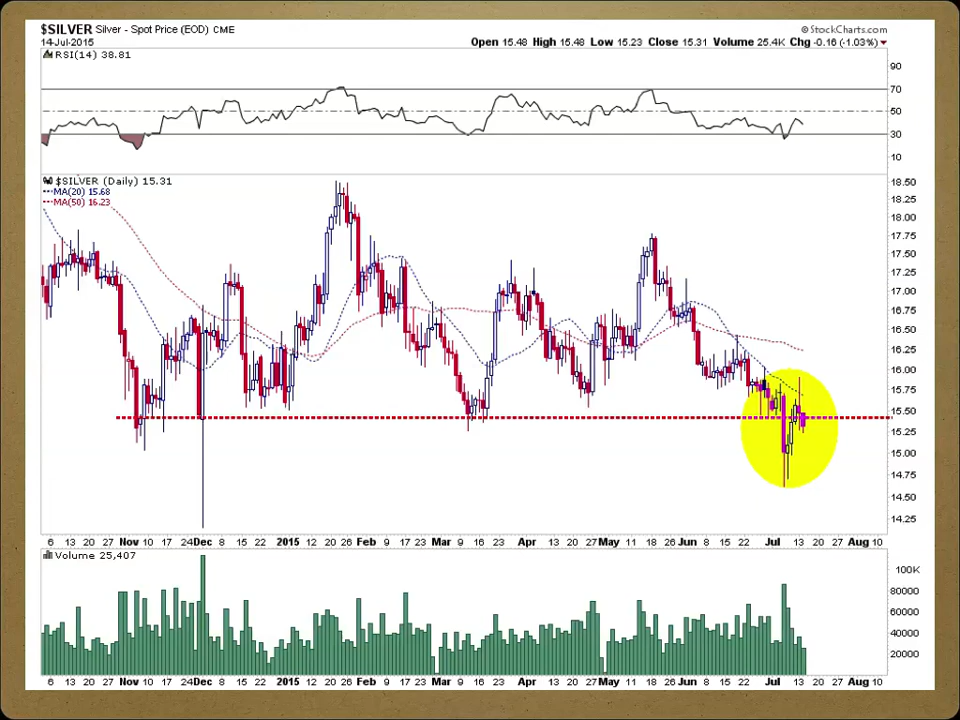 $SILVER Silver - Spot Price (EOD) CME
© StockCharts.com
14-Jul-2015
Open 15.48 High 15.48 Low 15.23 Close 15.31 Volume 25.4K Chg -0.16 (-1.03%)
RSI(14) 38.81
90
70
50
30
10
$SILVER (Daily) 15.31
MA(20) 15.68
MA(50) 16.23
18.50
18.25
18.00
17.75
17.50
17.25
17.00
16.75
16.50
16.25
16.00
15.75
15.50
15.25
15.00
14.75
14.50
14.25
6 13 20 27 Nov 10 17 24 Dec 8 15 22 2015 12 20 26 Feb 9 17 23 Mar 9 16 23 Apr 13 20 27 May 11 18 26 Jun 8 15 22 Jul 13 20 27 Aug 10
Volume 25,407
100K
80000
60000
40000
20000
6 13 20 27 Nov 10 17 24 Dec 8 15 22 2015 12 20 26 Feb 9 17 23 Mar 9 16 23 Apr 13 20 27 May 11 18 26 Jun 8 15 22 Jul 13 20 27 Aug 10